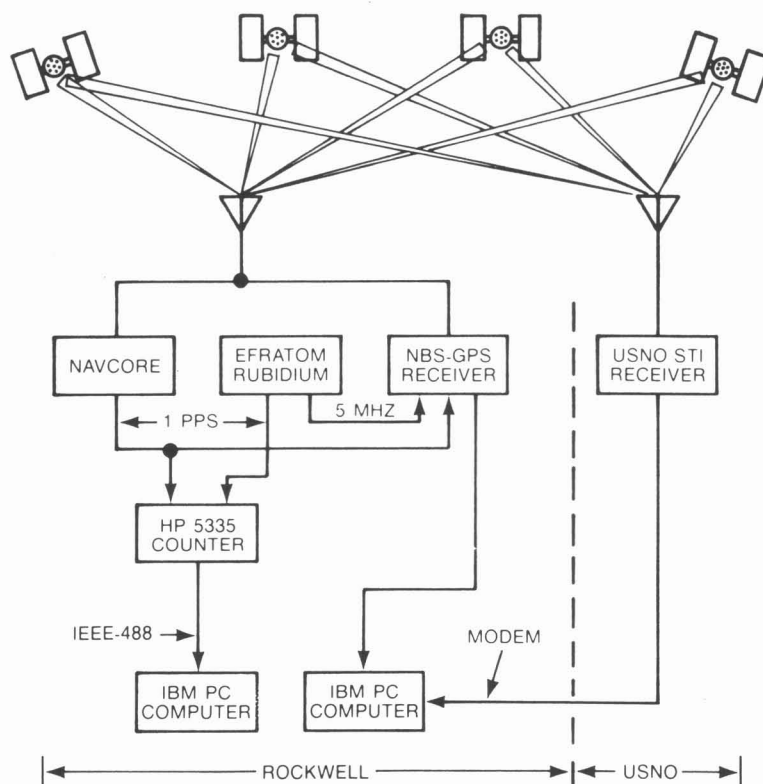 NAVCORE
EFRATOM
RUBIDIUM
NBS-GPS
RECEIVER
USNO STI
RECEIVER
1 PPS
5 MHZ
HP 5335
COUNTER
IEEE-488
MODEM
IBM PC
COMPUTER
IBM PC
COMPUTER
ROCKWELL
USNO